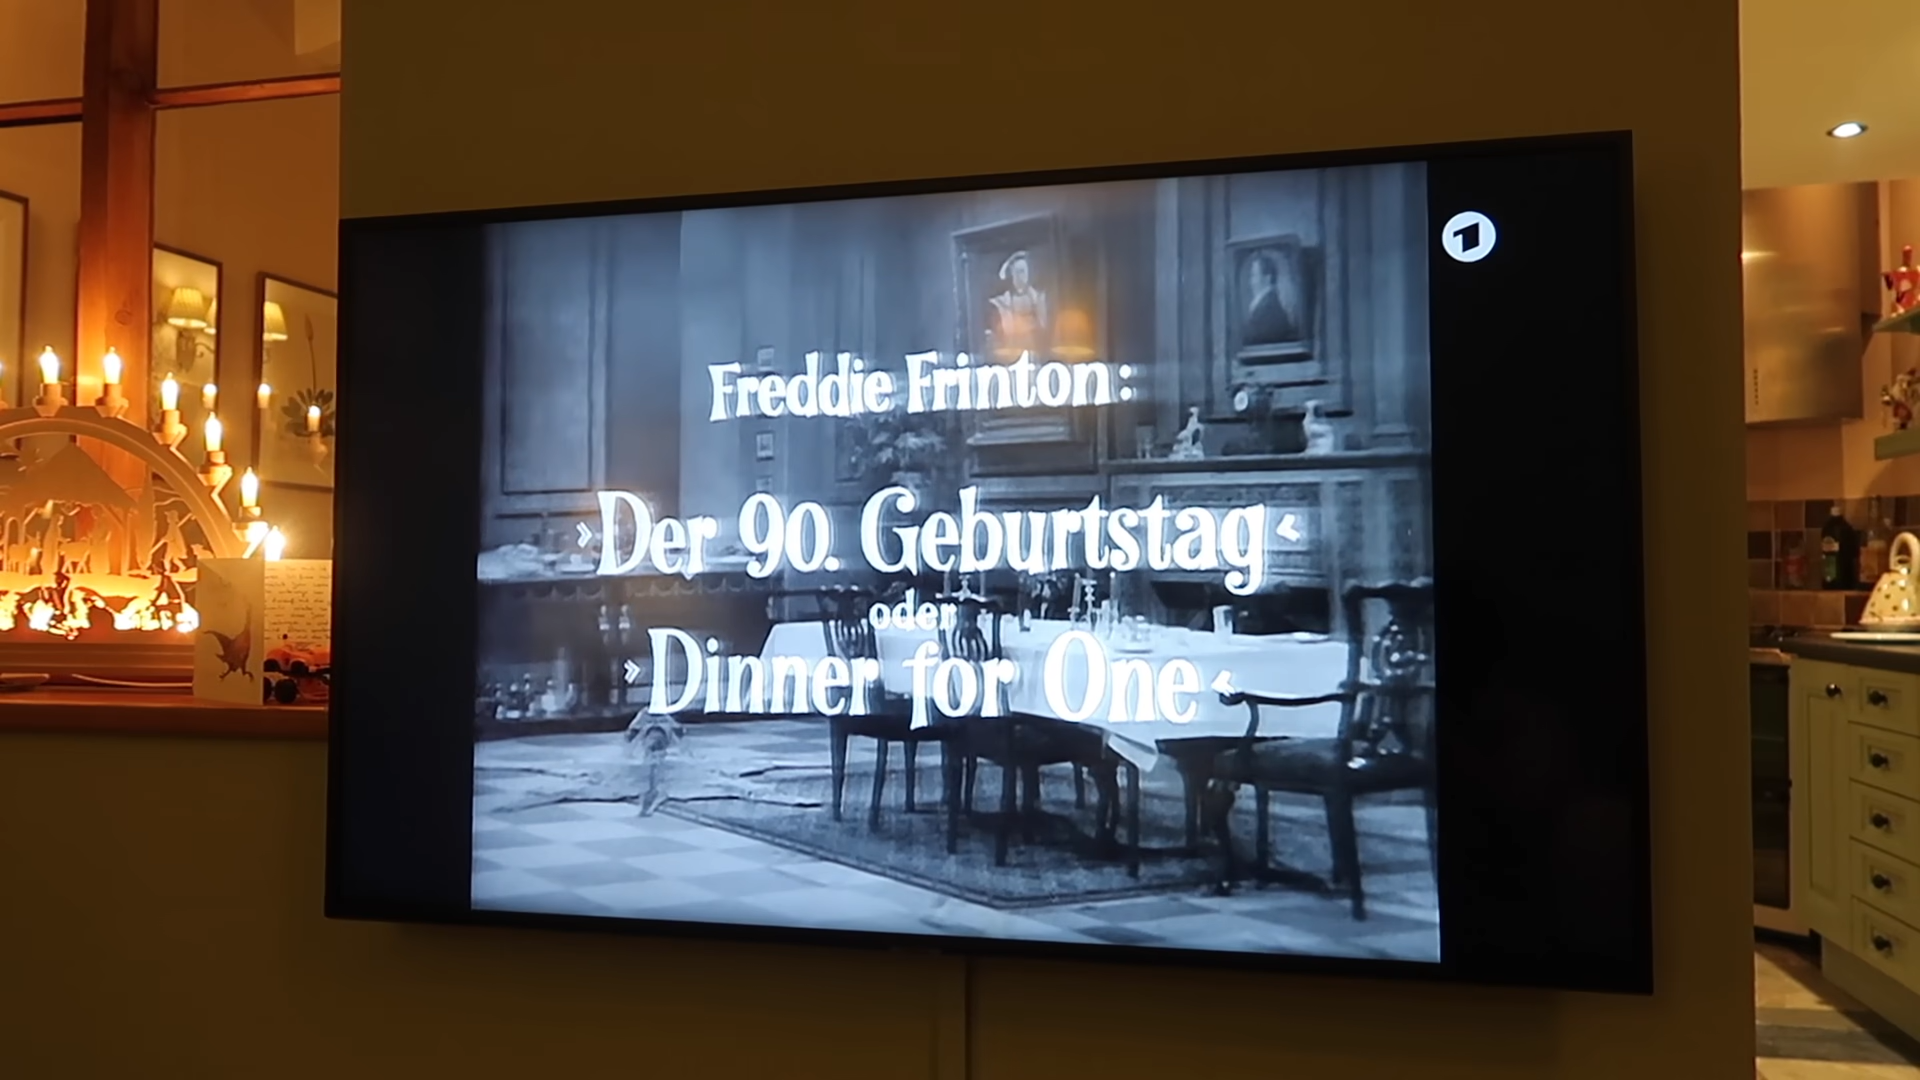 Freddie Frinton:
»Der 90. Geburtstag«
oder
»Dinner for One«